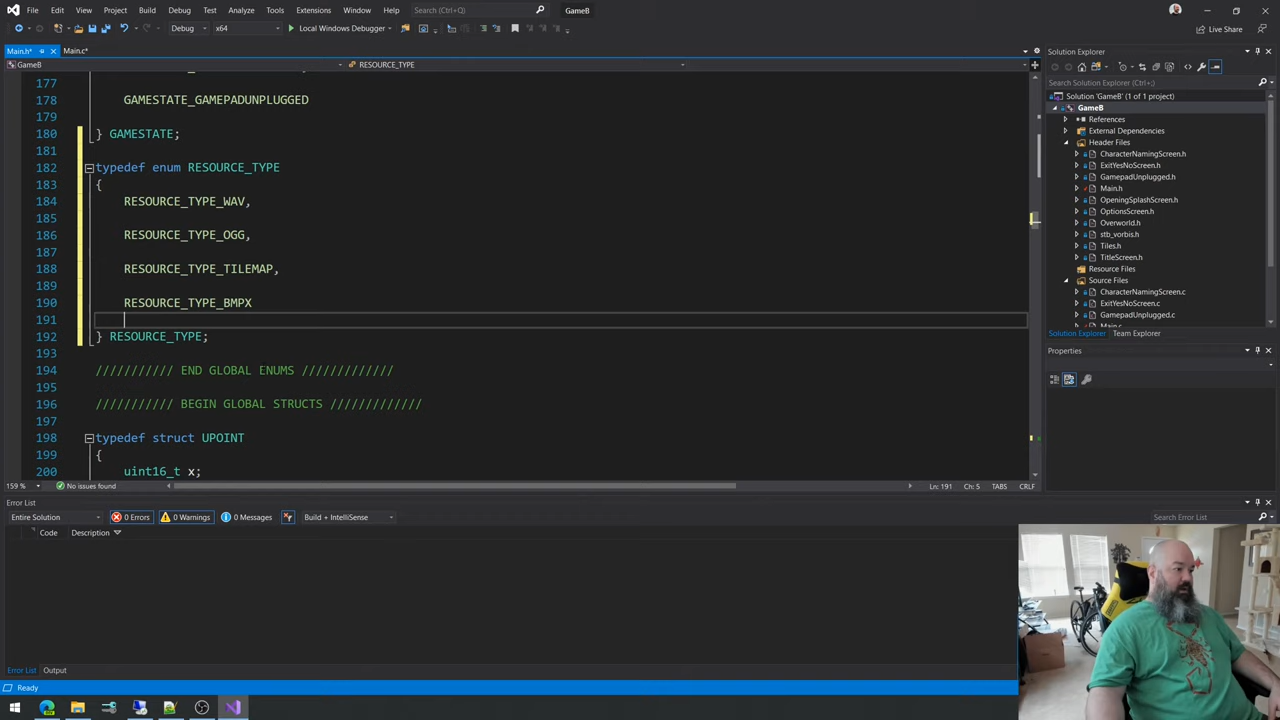 File Edit View Git Project Build Debug Test Analyze Tools Extensions Window Help Search (Ctrl+Q) GameB
Debug x64 Local Windows Debugger Live Share
Main.h* Main.c*
GameB RESOURCE_TYPE
177
178 GAMESTATE_GAMEPADUNPLUGGED
179
180 } GAMESTATE;
181
182 typedef enum RESOURCE_TYPE
183 {
184 RESOURCE_TYPE_WAV,
185
186 RESOURCE_TYPE_OGG,
187
188 RESOURCE_TYPE_TILEMAP,
189
190 RESOURCE_TYPE_BMPX
191
192 } RESOURCE_TYPE;
193
194 /////////// END GLOBAL ENUMS /////////////
195
196 /////////// BEGIN GLOBAL STRUCTS /////////////
197
198 typedef struct UPOINT
199 {
200 uint16_t x;
159 % No issues found Ln: 191 Ch: 5 TABS CRLF
Error List
Entire Solution 0 Errors 0 Warnings 0 Messages Build + IntelliSense Search Error List
Code Description
Error List Output
Ready
Solution Explorer
Search Solution Explorer (Ctrl+;)
Solution 'GameB' (1 of 1 project)
GameB
References
External Dependencies
Header Files
CharacterNamingScreen.h
ExitYesNoScreen.h
GamepadUnplugged.h
Main.h
OpeningSplashScreen.h
OptionsScreen.h
Overworld.h
stb_vorbis.h
Tiles.h
TitleScreen.h
Resource Files
Source Files
CharacterNamingScreen.c
ExitYesNoScreen.c
GamepadUnplugged.c
Main.c
Solution Explorer Team Explorer
Properties